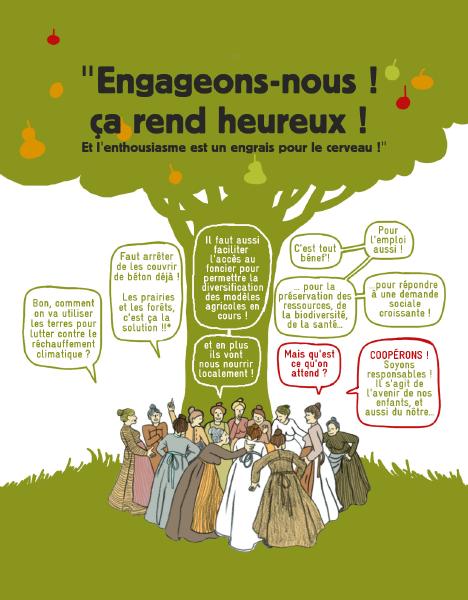 "Engageons-nous !
ça rend heureux !
Et l'enthousiasme est un engrais pour le cerveau !"
Bon, comment
on va utiliser
les terres pour
lutter contre le
réchauffement
climatique ?
Faut arrêter
de les couvrir
de béton déjà !
Les prairies
et les forêts,
c'est ça la
solution !!*
Il faut aussi
faciliter
l'accès au
foncier pour
permettre la
diversification
des modèles
agricoles en
cours !
et en plus
ils vont
nous nourrir
localement !
C'est tout
bénef'!
Pour
l'emploi
aussi !
... pour la
préservation des
ressources, de
la biodiversité,
de la santé...
...pour répondre
à une demande
sociale
croissante !
Mais qu'est
ce qu'on
attend ?
COOPÉRONS !
Soyons
responsables !
Il s'agit de
l'avenir de nos
enfants, et
aussi du nôtre...